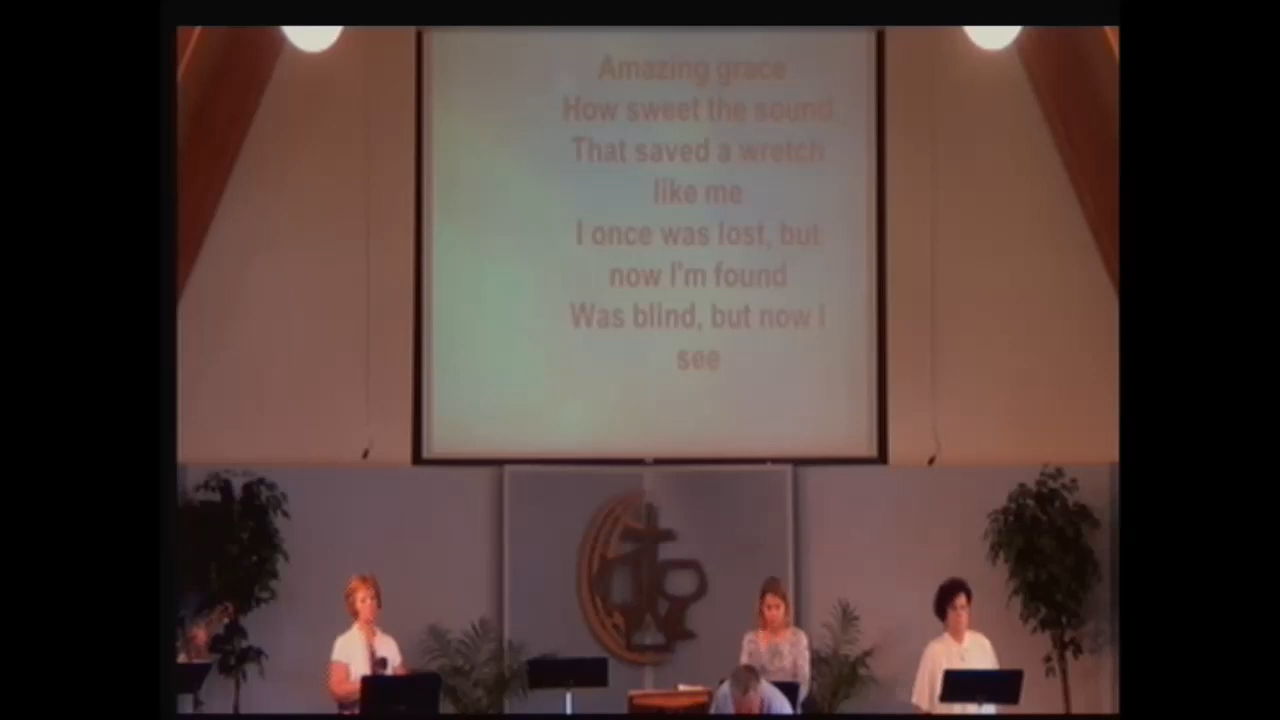 Amazing grace
How sweet the sound
That saved a wretch
like me
I once was lost, but
now I'm found
Was blind, but now I
see